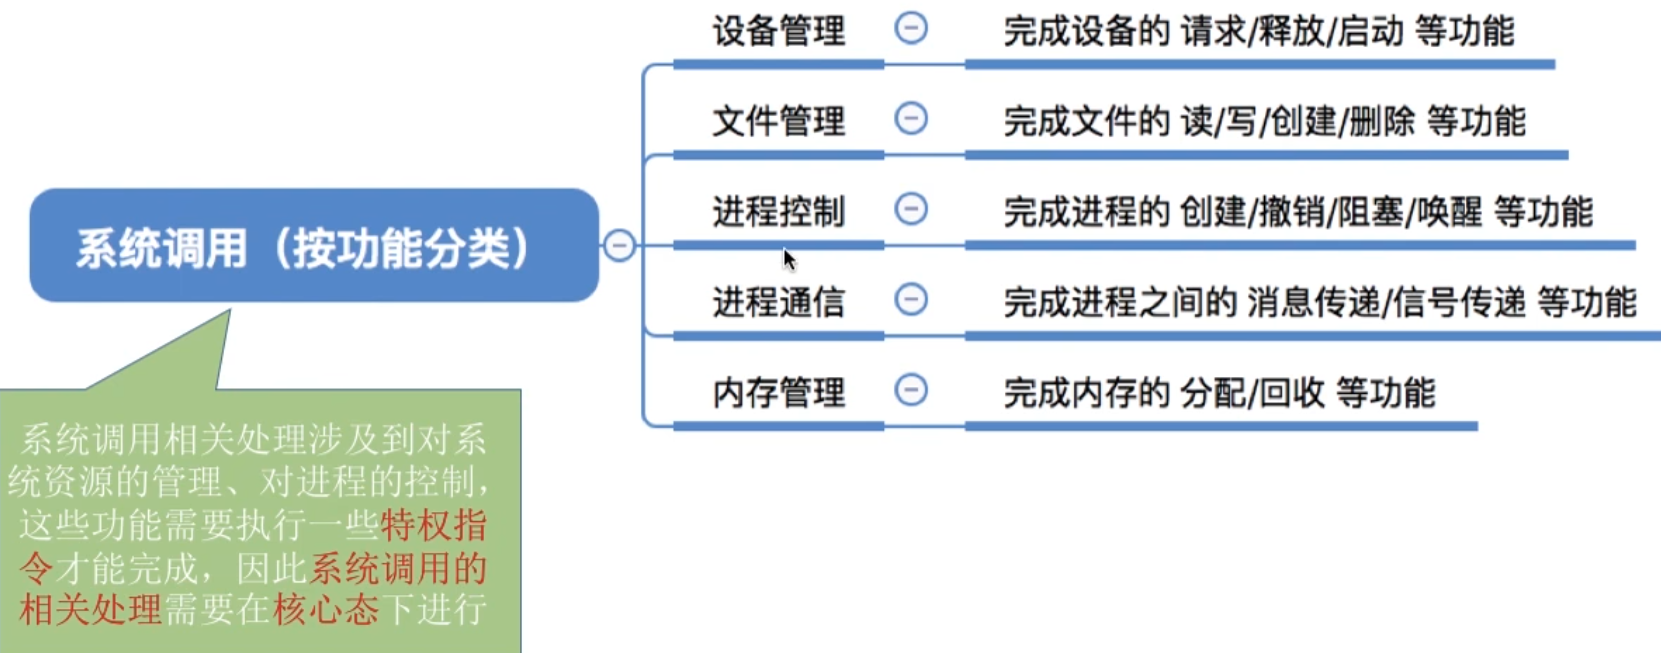 设备管理 完成设备的 请求/释放/启动 等功能
文件管理 完成文件的 读/写/创建/删除 等功能
进程控制 完成进程的 创建/撤销/阻塞/唤醒 等功能
系统调用（按功能分类）
进程通信 完成进程之间的 消息传递/信号传递 等功能
内存管理 完成内存的 分配/回收 等功能
系统调用相关处理涉及到对系
统资源的管理、对进程的控制，
这些功能需要执行一些特权指
令才能完成，因此系统调用的
相关处理需要在核心态下进行